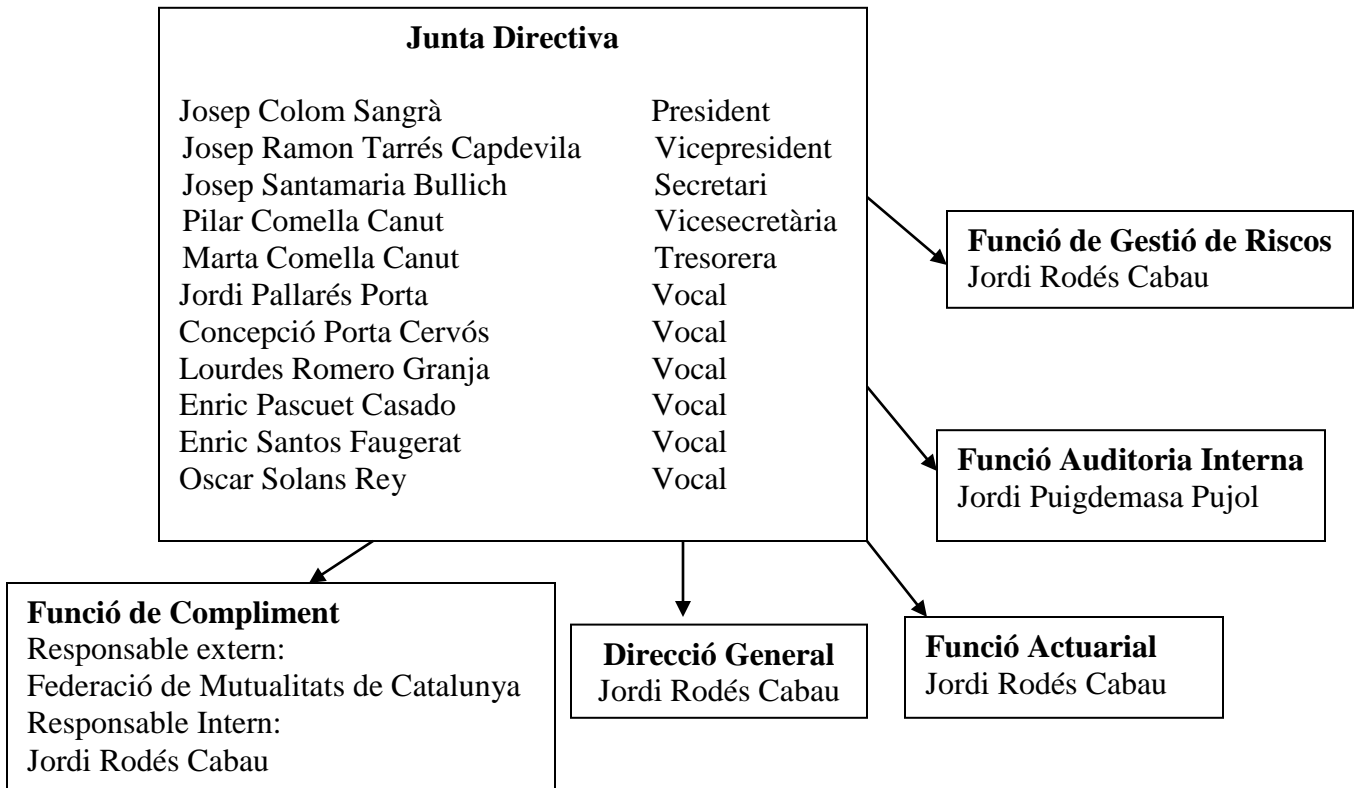 Junta Directiva
Josep Colom Sangrà President
Josep Ramon Tarrés Capdevila Vicepresident
Josep Santamaria Bullich Secretari
Pilar Comella Canut Vicesecretària
Marta Comella Canut Tresorera
Jordi Pallarés Porta Vocal
Concepció Porta Cervós Vocal
Lourdes Romero Granja Vocal
Enric Pascuet Casado Vocal
Enric Santos Faugerat Vocal
Oscar Solans Rey Vocal
Funció de Gestió de Riscos
Jordi Rodés Cabau
Funció Auditoria Interna
Jordi Puigdemasa Pujol
Funció de Compliment
Responsable extern:
Federació de Mutualitats de Catalunya
Responsable Intern:
Jordi Rodés Cabau
Direcció General
Jordi Rodés Cabau
Funció Actuarial
Jordi Rodés Cabau